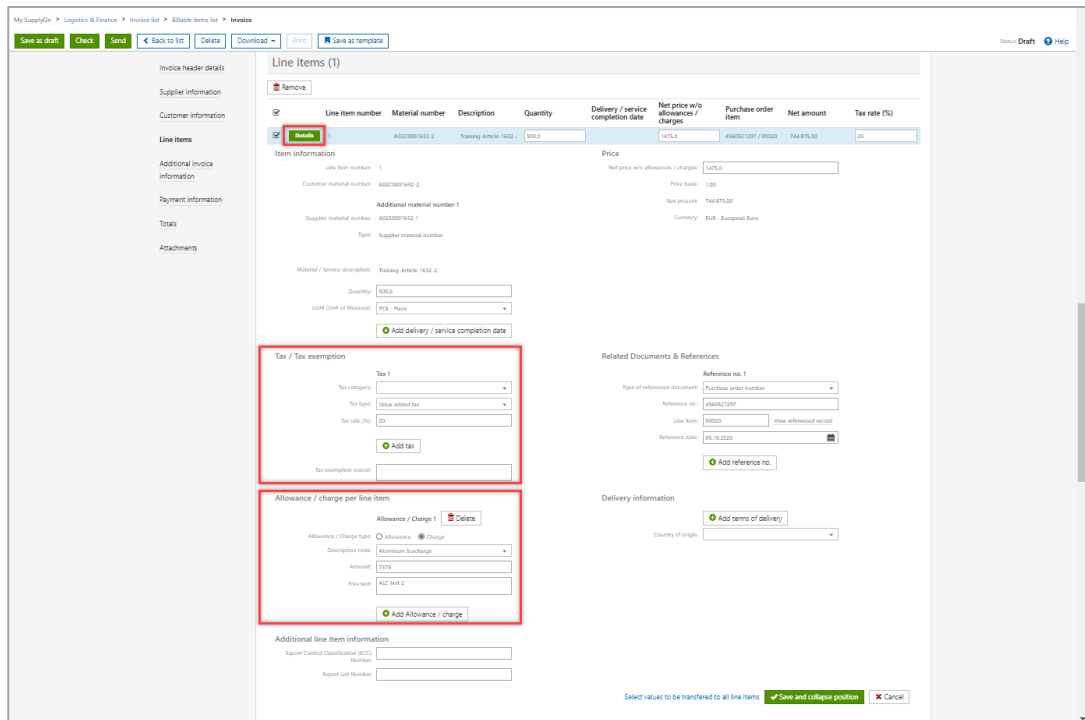 My SupplyOn > Logistics & Finance > Invoice list > Billable items list > Invoice
Save as draft Check Send Back to list Delete Download Print Save as template Status: Draft Help
Invoice header details
Supplier information
Customer information
Line items
Additional invoice information
Payment information
Totals
Attachments
Line items (1)
Remove
Line item number Material number Description Quantity Delivery / service completion date Net price w/o allowances / charges Purchase order item Net amount Tax rate (%)
Details 1 A02C0001632-2 Training Article 1632-2 500,0 1475,0 4560521297 / 00020 744.875,00 20
Item information
Line item number: 1
Customer material number: A02C0001632-2
Additional material number 1
Supplier material number: A02S0001632-1
Type: Supplier material number
Material / Service description: Training Article 1632-2
Quantity: 500,0
UoM (Unit of Measure): PCE - Piece
Add delivery / service completion date
Price
Net price w/o allowances / charges: 1475,0
Price basis: 1,00
Net amount: 744.875,00
Currency: EUR - European Euro
Tax / Tax exemption
Tax 1
Tax category:
Tax type: Value added tax
Tax rate (%): 20
Add tax
Tax exemption reason:
Related Documents & References
Reference no. 1
Type of referenced document: Purchase order number
Reference no.: 4560521297
Line item: 00020 View referenced record
Reference date: 05.10.2020
Add reference no.
Allowance / charge per line item
Allowance / Charge 1 Delete
Allowance / Charge type: Allowance Charge
Description code: Aluminum Surcharge
Amount: 7375
Free text: ALC text 2
Add Allowance / charge
Delivery information
Add terms of delivery
Country of origin:
Additional line item information
Export Control Classification (ECC) Number
Export List Number
Select values to be transfered to all line items Save and collapse position Cancel